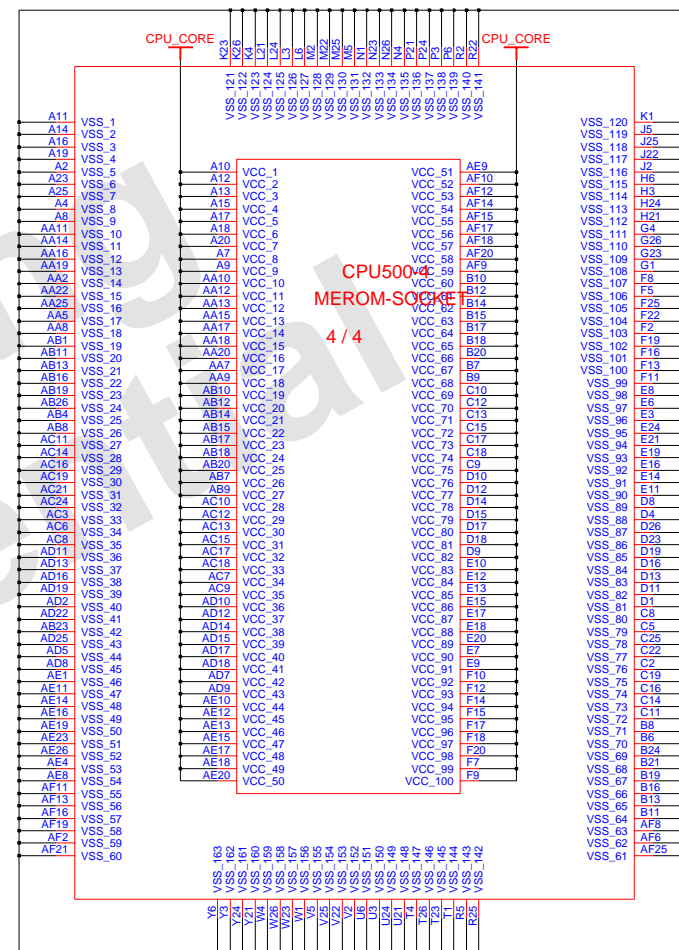 CPU_CORE
CPU_CORE
K23 K26 K4 L21 L24 L3 L6 M2 M22 M25 M5 N1 N23 N26 N4 P21 P24 P3 P6 R2 R22
VSS_121 VSS_122 VSS_123 VSS_124 VSS_125 VSS_126 VSS_127 VSS_128 VSS_129 VSS_130 VSS_131 VSS_132 VSS_133 VSS_134 VSS_135 VSS_136 VSS_137 VSS_138 VSS_139 VSS_140 VSS_141
A11 VSS_1
A14 VSS_2
A16 VSS_3
A19 VSS_4
A2 VSS_5
A23 VSS_6
A25 VSS_7
A4 VSS_8
A8 VSS_9
AA11 VSS_10
AA14 VSS_11
AA16 VSS_12
AA19 VSS_13
AA2 VSS_14
AA22 VSS_15
AA25 VSS_16
AA5 VSS_17
AA8 VSS_18
AB1 VSS_19
AB11 VSS_20
AB13 VSS_21
AB16 VSS_22
AB19 VSS_23
AB26 VSS_24
AB4 VSS_25
AB8 VSS_26
AC11 VSS_27
AC14 VSS_28
AC16 VSS_29
AC19 VSS_30
AC21 VSS_31
AC24 VSS_32
AC3 VSS_33
AC6 VSS_34
AC8 VSS_35
AD11 VSS_36
AD13 VSS_37
AD16 VSS_38
AD19 VSS_39
AD2 VSS_40
AD22 VSS_41
AB23 VSS_42
AD25 VSS_43
AD5 VSS_44
AD8 VSS_45
AE1 VSS_46
AE11 VSS_47
AE14 VSS_48
AE16 VSS_49
AE19 VSS_50
AE23 VSS_51
AE26 VSS_52
AE4 VSS_53
AE8 VSS_54
AF11 VSS_55
AF13 VSS_56
AF16 VSS_57
AF19 VSS_58
AF2 VSS_59
AF21 VSS_60
A10 VCC_1
A12 VCC_2
A13 VCC_3
A15 VCC_4
A17 VCC_5
A18 VCC_6
A20 VCC_7
A7 VCC_8
A9 VCC_9
AA10 VCC_10
AA12 VCC_11
AA13 VCC_12
AA15 VCC_13
AA17 VCC_14
AA18 VCC_15
AA20 VCC_16
AA7 VCC_17
AA9 VCC_18
AB10 VCC_19
AB12 VCC_20
AB14 VCC_21
AB15 VCC_22
AB17 VCC_23
AB18 VCC_24
AB20 VCC_25
AB7 VCC_26
AB9 VCC_27
AC10 VCC_28
AC12 VCC_29
AC13 VCC_30
AC15 VCC_31
AC17 VCC_32
AC18 VCC_33
AC7 VCC_34
AC9 VCC_35
AD10 VCC_36
AD12 VCC_37
AD14 VCC_38
AD15 VCC_39
AD17 VCC_40
AD18 VCC_41
AD7 VCC_42
AD9 VCC_43
AE10 VCC_44
AE12 VCC_45
AE13 VCC_46
AE15 VCC_47
AE17 VCC_48
AE18 VCC_49
AE20 VCC_50
CPU500-4
MEROM-SOCKET
4 / 4
VCC_51 AE9
VCC_52 AF10
VCC_53 AF12
VCC_54 AF14
VCC_55 AF15
VCC_56 AF17
VCC_57 AF18
VCC_58 AF20
VCC_59 AF9
VCC_60 B10
VCC_61 B12
VCC_62 B14
VCC_63 B15
VCC_64 B17
VCC_65 B18
VCC_66 B20
VCC_67 B7
VCC_68 B9
VCC_69 C10
VCC_70 C12
VCC_71 C13
VCC_72 C15
VCC_73 C17
VCC_74 C18
VCC_75 C9
VCC_76 D10
VCC_77 D12
VCC_78 D14
VCC_79 D15
VCC_80 D17
VCC_81 D18
VCC_82 D9
VCC_83 E10
VCC_84 E12
VCC_85 E13
VCC_86 E15
VCC_87 E17
VCC_88 E18
VCC_89 E20
VCC_90 E7
VCC_91 E9
VCC_92 F10
VCC_93 F12
VCC_94 F14
VCC_95 F15
VCC_96 F17
VCC_97 F18
VCC_98 F20
VCC_99 F7
VCC_100 F9
VSS_120 K1
VSS_119 J5
VSS_118 J25
VSS_117 J22
VSS_116 J2
VSS_115 H6
VSS_114 H3
VSS_113 H24
VSS_112 H21
VSS_111 G4
VSS_110 G26
VSS_109 G23
VSS_108 G1
VSS_107 F8
VSS_106 F5
VSS_105 F25
VSS_104 F22
VSS_103 F2
VSS_102 F19
VSS_101 F16
VSS_100 F13
VSS_99 F11
VSS_98 E8
VSS_97 E6
VSS_96 E3
VSS_95 E24
VSS_94 E21
VSS_93 E19
VSS_92 E16
VSS_91 E14
VSS_90 E11
VSS_89 D8
VSS_88 D4
VSS_87 D26
VSS_86 D23
VSS_85 D19
VSS_84 D16
VSS_83 D13
VSS_82 D11
VSS_81 D1
VSS_80 C8
VSS_79 C5
VSS_78 C25
VSS_77 C22
VSS_76 C2
VSS_75 C19
VSS_74 C16
VSS_73 C14
VSS_72 C11
VSS_71 B8
VSS_70 B6
VSS_69 B24
VSS_68 B21
VSS_67 B19
VSS_66 B16
VSS_65 B13
VSS_64 B11
VSS_63 AF8
VSS_62 AF6
VSS_61 AF25
VSS_163 VSS_162 VSS_161 VSS_160 VSS_159 VSS_158 VSS_157 VSS_156 VSS_155 VSS_154 VSS_153 VSS_152 VSS_151 VSS_150 VSS_149 VSS_148 VSS_147 VSS_146 VSS_145 VSS_144 VSS_143 VSS_142
Y6 Y3 Y24 Y21 W4 W26 W23 W1 V5 V25 V22 V2 U6 U3 U24 U21 T4 T26 T23 T1 R5 R25